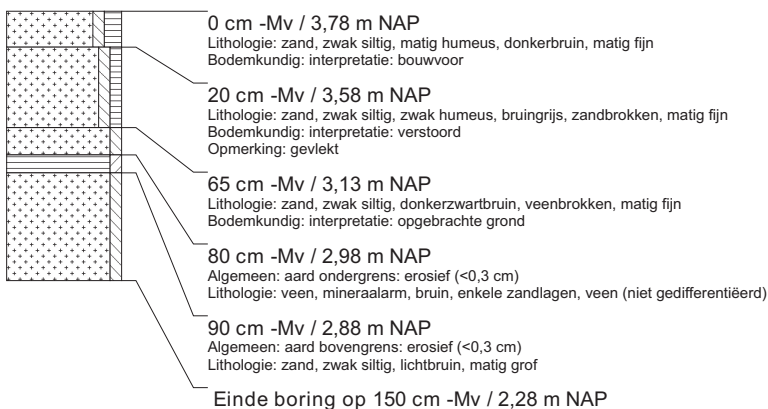 0 cm -Mv / 3,78 m NAP
Lithologie: zand, zwak siltig, matig humeus, donkerbruin, matig fijn
Bodemkundig: interpretatie: bouwvoor
20 cm -Mv / 3,58 m NAP
Lithologie: zand, zwak siltig, zwak humeus, bruingrijs, zandbrokken, matig fijn
Bodemkundig: interpretatie: verstoord
Opmerking: gevlekt
65 cm -Mv / 3,13 m NAP
Lithologie: zand, zwak siltig, donkerzwartbruin, veenbrokken, matig fijn
Bodemkundig: interpretatie: opgebrachte grond
80 cm -Mv / 2,98 m NAP
Algemeen: aard ondergrens: erosief (<0,3 cm)
Lithologie: veen, mineraalarm, bruin, enkele zandlagen, veen (niet gedifferentiëerd)
90 cm -Mv / 2,88 m NAP
Algemeen: aard bovengrens: erosief (<0,3 cm)
Lithologie: zand, zwak siltig, lichtbruin, matig grof
Einde boring op 150 cm -Mv / 2,28 m NAP